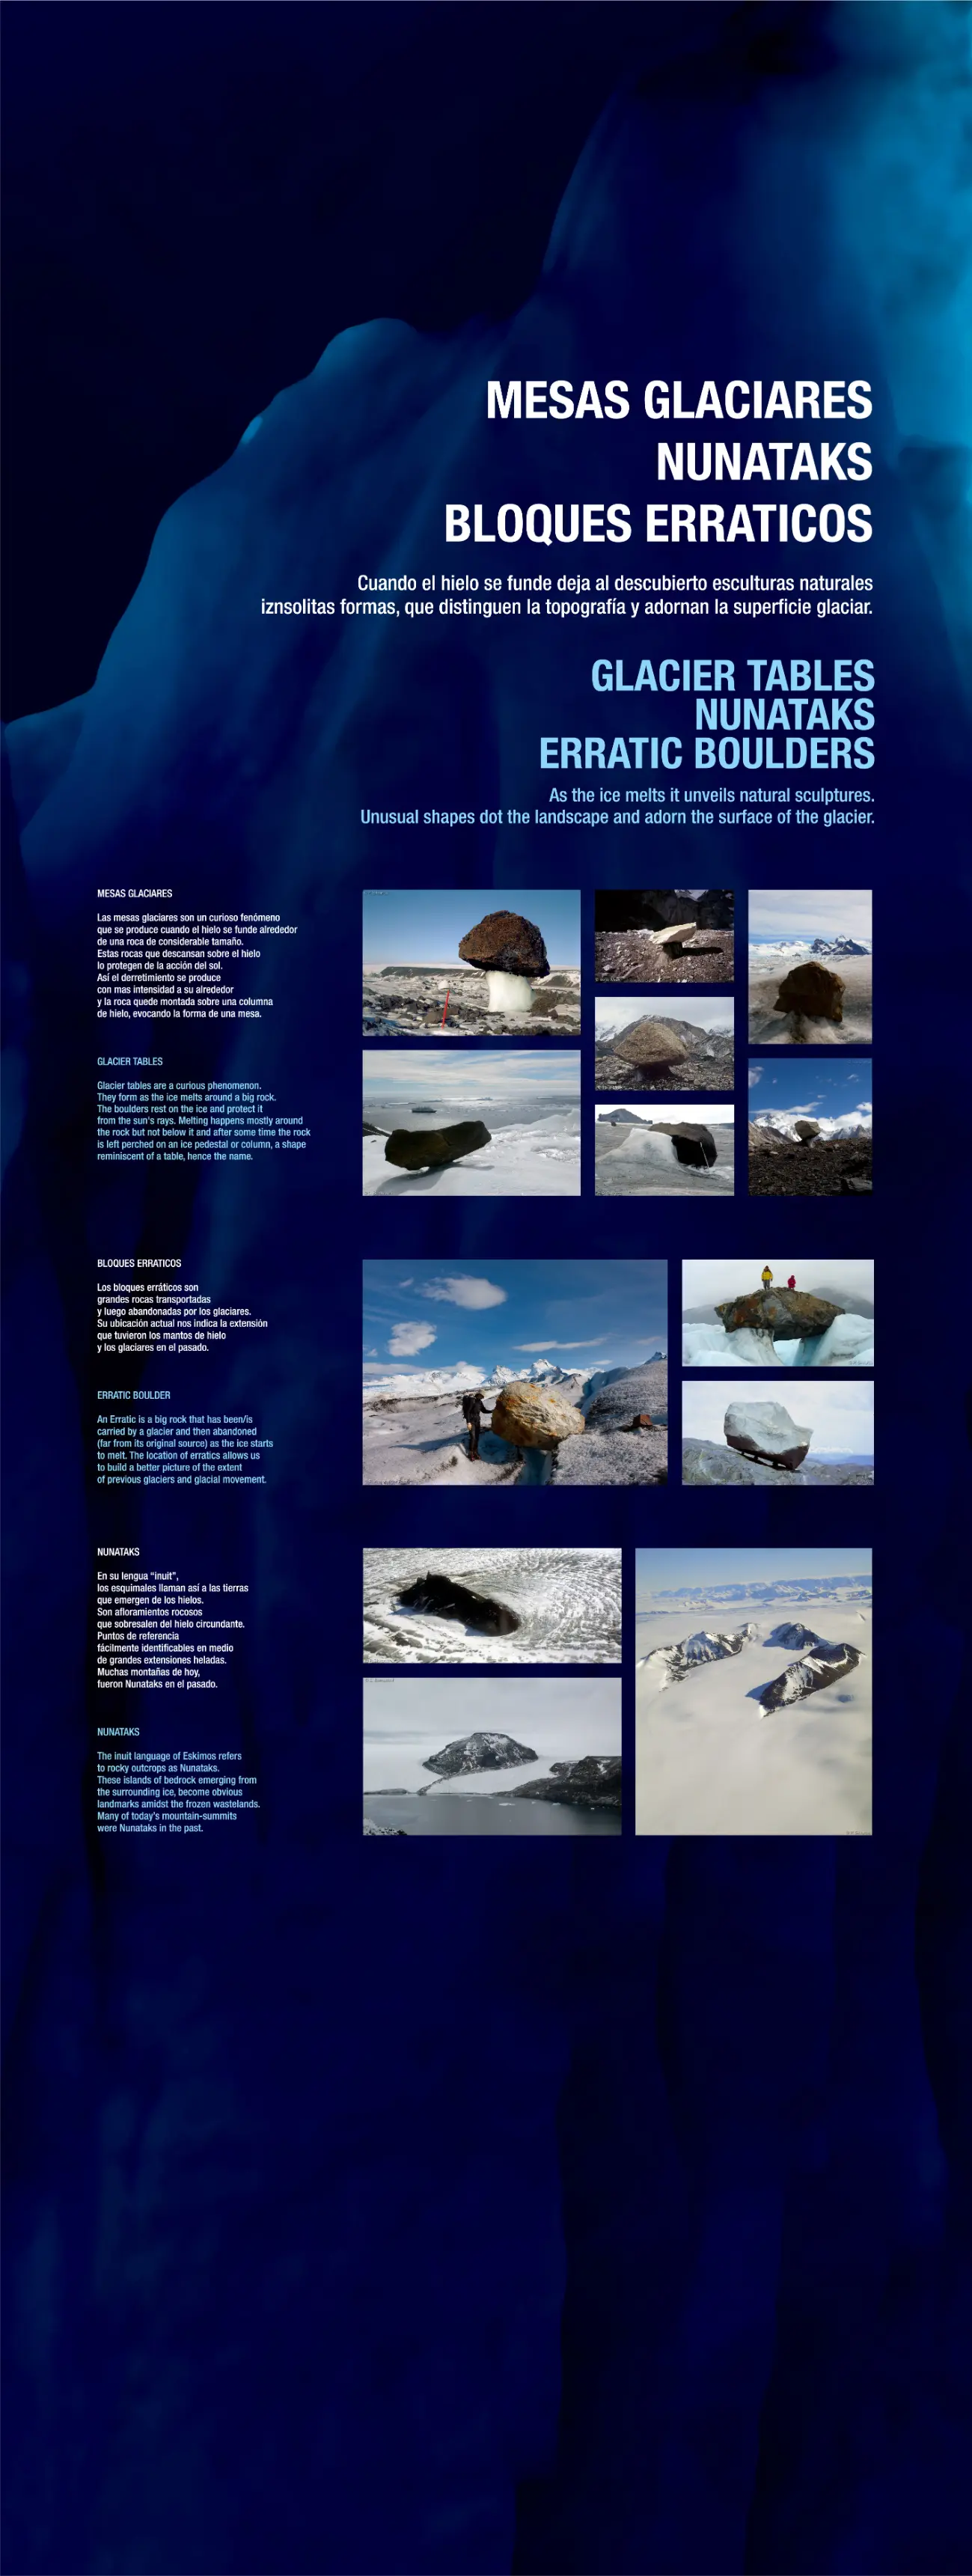 MESAS GLACIARES
NUNATAKS
BLOQUES ERRATICOS
Cuando el hielo se funde deja al descubierto esculturas naturales
iznsolitas formas, que distinguen la topografía y adornan la superficie glaciar.
GLACIER TABLES
NUNATAKS
ERRATIC BOULDERS
As the ice melts it unveils natural sculptures.
Unusual shapes dot the landscape and adorn the surface of the glacier.
MESAS GLACIARES
Las mesas glaciares son un curioso fenómeno
que se produce cuando el hielo se funde alrededor
de una roca de considerable tamaño.
Estas rocas que descansan sobre el hielo
lo protegen de la acción del sol.
Así el derretimiento se produce
con mas intensidad a su alrededor
y la roca quede montada sobre una columna
de hielo, evocando la forma de una mesa.
GLACIER TABLES
Glacier tables are a curious phenomenon.
They form as the ice melts around a big rock.
The boulders rest on the ice and protect it
from the sun's rays. Melting happens mostly around
the rock but not below it and after some time the rock
is left perched on an ice pedestal or column, a shape
reminiscent of a table, hence the name.
BLOQUES ERRATICOS
Los bloques erráticos son
grandes rocas transportadas
y luego abandonadas por los glaciares.
Su ubicación actual nos indica la extensión
que tuvieron los mantos de hielo
y los glaciares en el pasado.
ERRATIC BOULDER
An Erratic is a big rock that has been/is
carried by a glacier and then abandoned
(far from its original source) as the ice starts
to melt. The location of erratics allows us
to build a better picture of the extent
of previous glaciers and glacial movement.
NUNATAKS
En su lengua “inuit”,
los esquimales llaman así a las tierras
que emergen de los hielos.
Son afloramientos rocosos
que sobresalen del hielo circundante.
Puntos de referencia
fácilmente identificables en medio
de grandes extensiones heladas.
Muchas montañas de hoy,
fueron Nunataks en el pasado.
NUNATAKS
The inuit language of Eskimos refers
to rocky outcrops as Nunataks.
These islands of bedrock emerging from
the surrounding ice, become obvious
landmarks amidst the frozen wastelands.
Many of today's mountain-summits
were Nunataks in the past.